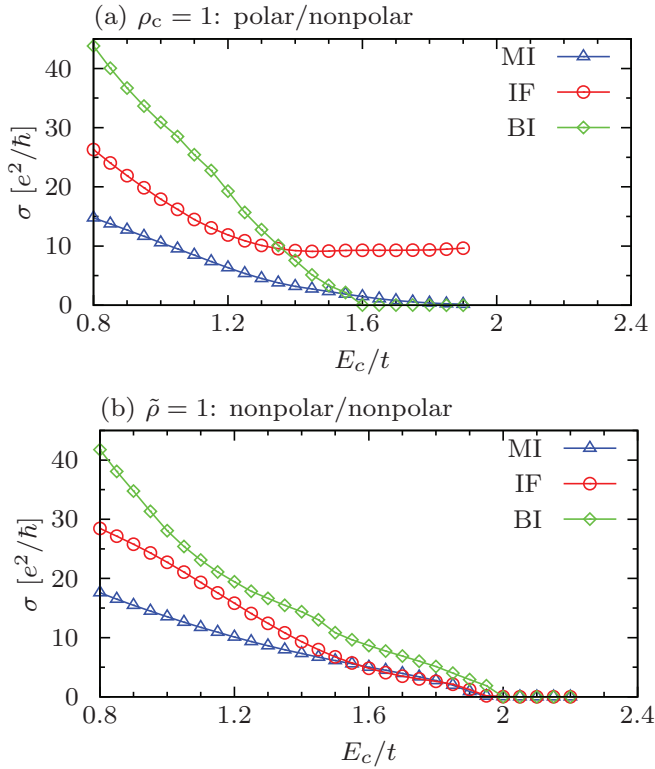 (a) ρc = 1: polar/nonpolar
MI
IF
BI
σ [e²/ħ]
40
30
20
10
0
0.8 1.2 1.6 2 2.4
Ec/t
(b) ρ̃ = 1: nonpolar/nonpolar
MI
IF
BI
σ [e²/ħ]
40
30
20
10
0
0.8 1.2 1.6 2.0 2.4
Ec/t